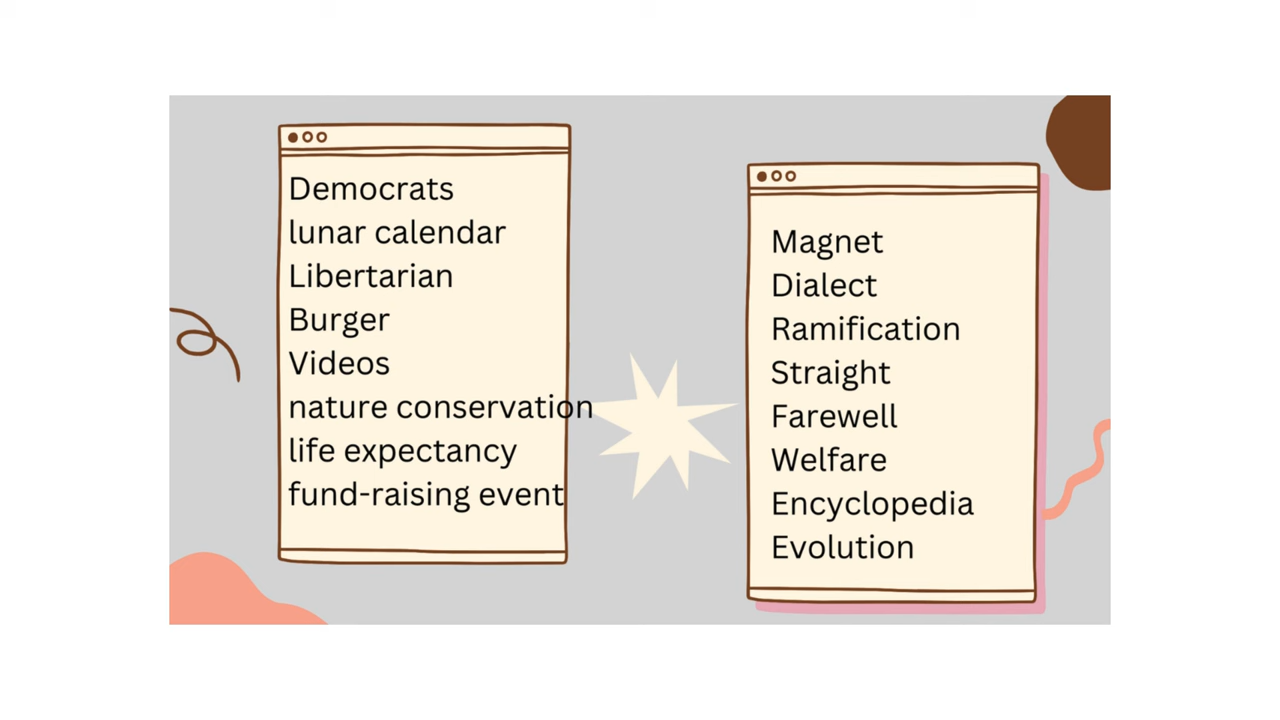 Democrats
lunar calendar
Libertarian
Burger
Videos
nature conservation
life expectancy
fund-raising event
Magnet
Dialect
Ramification
Straight
Farewell
Welfare
Encyclopedia
Evolution